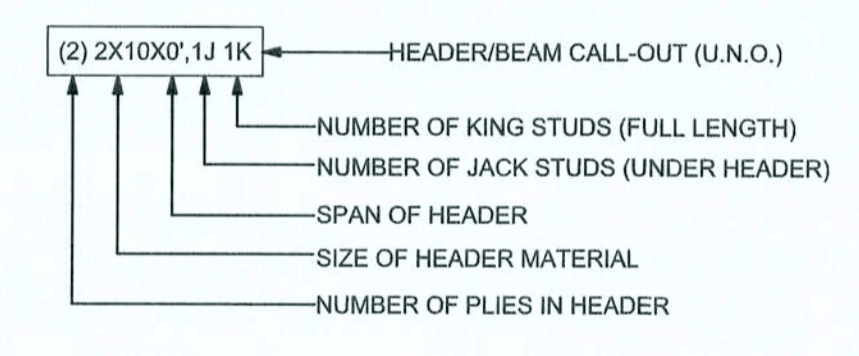 (2) 2X10X0',1J 1K
HEADER/BEAM CALL-OUT (U.N.O.)
NUMBER OF KING STUDS (FULL LENGTH)
NUMBER OF JACK STUDS (UNDER HEADER)
SPAN OF HEADER
SIZE OF HEADER MATERIAL
NUMBER OF PLIES IN HEADER